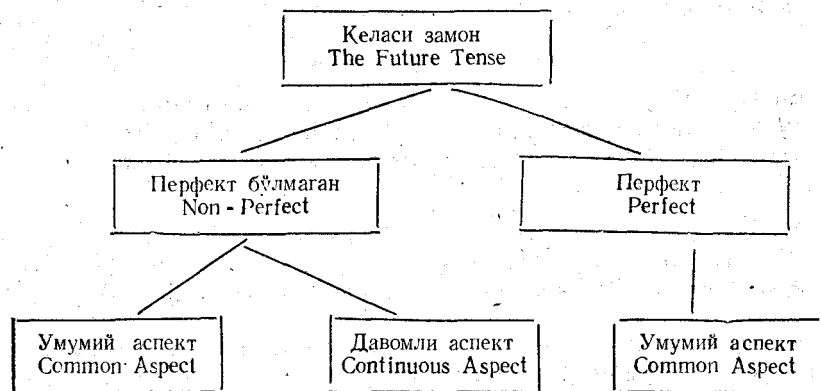 Келаси замон
The Future Tense
Перфект бўлмаган
Non - Perfect
Перфект
Perfect
Умумий аспект
Common Aspect
Давомли аспект
Continuous Aspect
Умумий аспект
Common Aspect